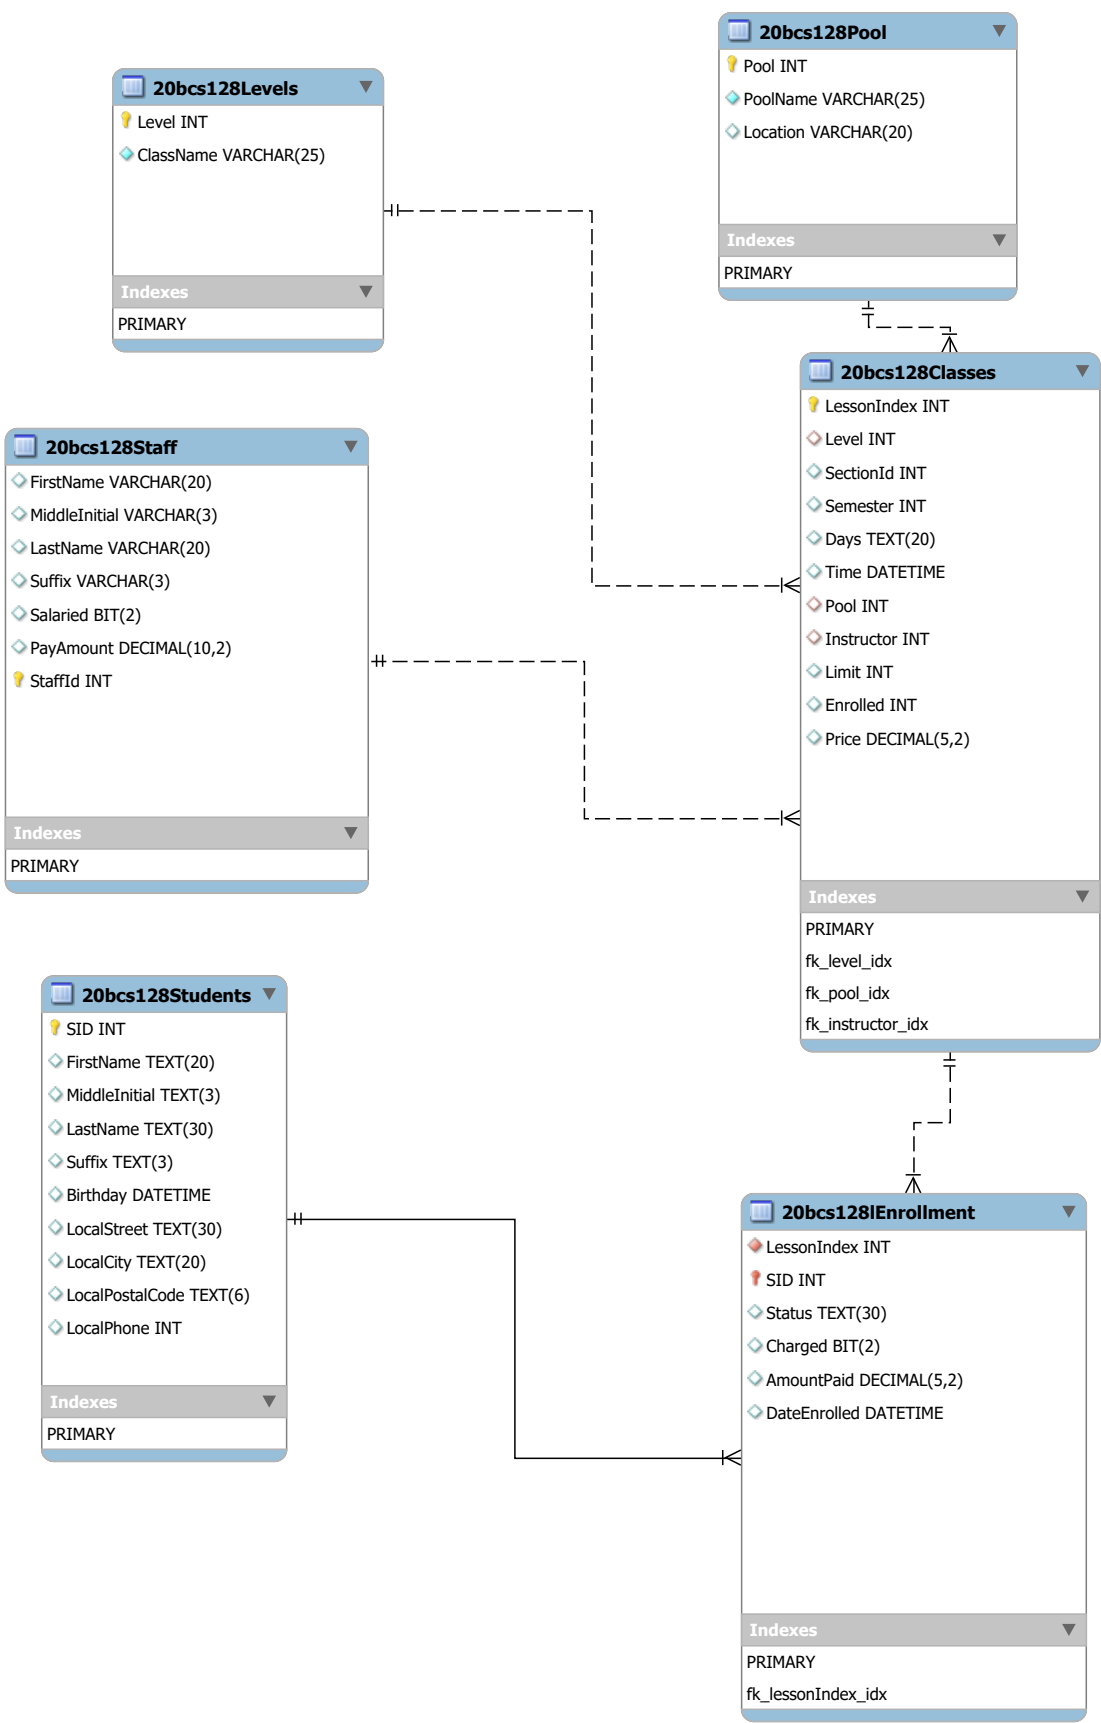 20bcs128Pool
Pool INT
PoolName VARCHAR(25)
Location VARCHAR(20)
Indexes
PRIMARY
20bcs128Levels
Level INT
ClassName VARCHAR(25)
Indexes
PRIMARY
20bcs128Classes
LessonIndex INT
Level INT
SectionId INT
Semester INT
Days TEXT(20)
Time DATETIME
Pool INT
Instructor INT
Limit INT
Enrolled INT
Price DECIMAL(5,2)
Indexes
PRIMARY
fk_level_idx
fk_pool_idx
fk_instructor_idx
20bcs128Staff
FirstName VARCHAR(20)
MiddleInitial VARCHAR(3)
LastName VARCHAR(20)
Suffix VARCHAR(3)
Salaried BIT(2)
PayAmount DECIMAL(10,2)
StaffId INT
Indexes
PRIMARY
20bcs128Students
SID INT
FirstName TEXT(20)
MiddleInitial TEXT(3)
LastName TEXT(30)
Suffix TEXT(3)
Birthday DATETIME
LocalStreet TEXT(30)
LocalCity TEXT(20)
LocalPostalCode TEXT(6)
LocalPhone INT
Indexes
PRIMARY
20bcs128lEnrollment
LessonIndex INT
SID INT
Status TEXT(30)
Charged BIT(2)
AmountPaid DECIMAL(5,2)
DateEnrolled DATETIME
Indexes
PRIMARY
fk_lessonIndex_idx